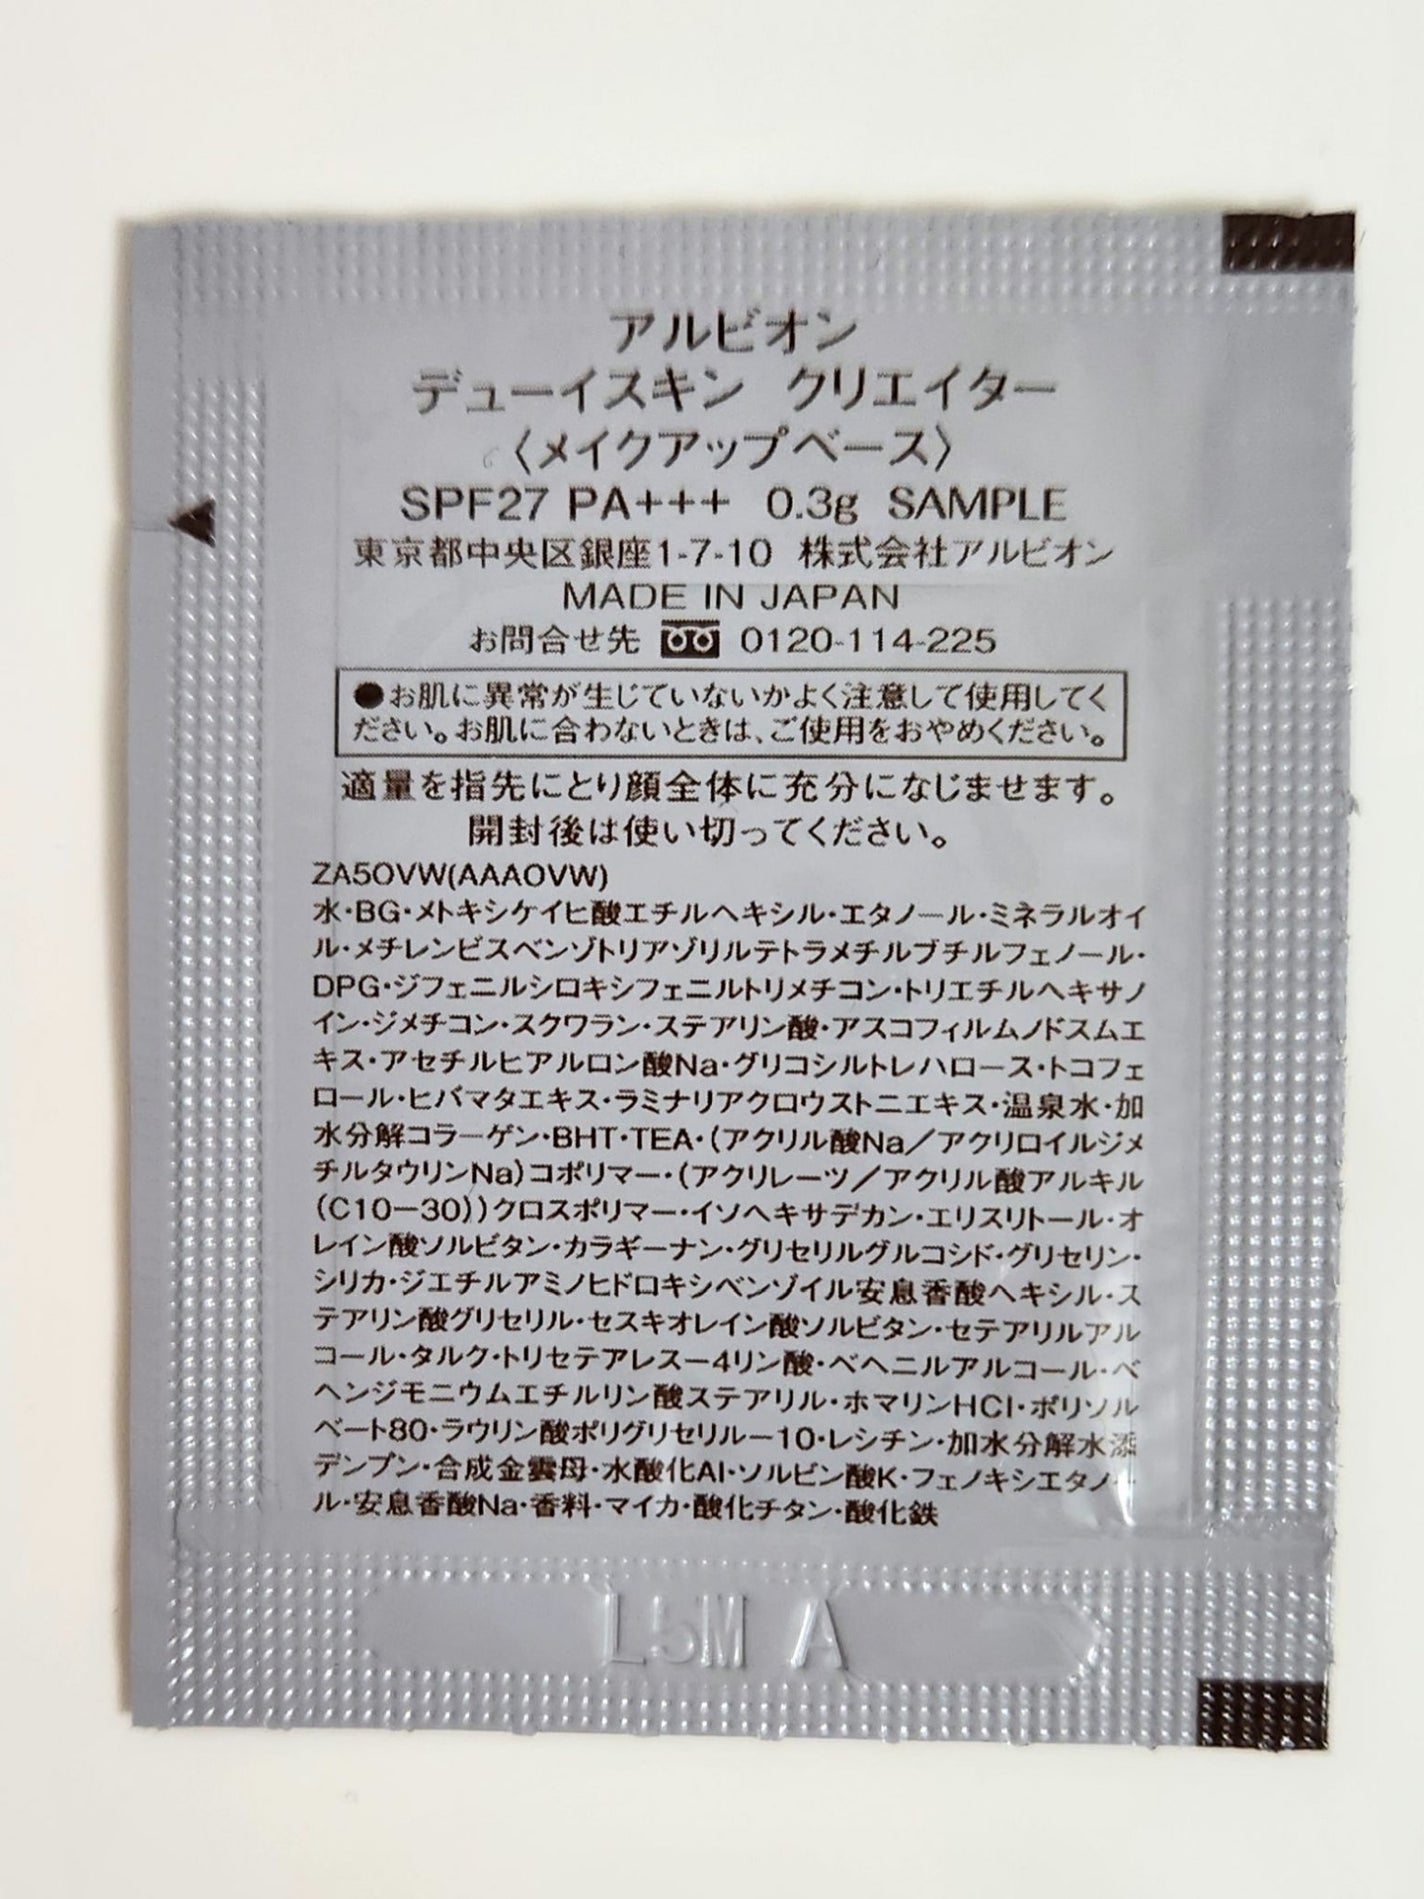 アルビオン
デューイスキン クリエイター
〈メイクアップベース〉
SPF27 PA+++ 0.3g SAMPLE
東京都中央区銀座1-7-10 株式会社アルビオン
MADE IN JAPAN
お問合せ先 0120-114-225
●お肌に異常が生じていないかよく注意して使用してく
ださい。お肌に合わないときは、ご使用をおやめください。
適量を指先にとり顔全体に充分になじませます。
開封後は使い切ってください。
ZA5OVW(AAAOVW)
水・BG・メトキシケイヒ酸エチルヘキシル・エタノール・ミネラルオイ
ル・メチレンビスベンゾトリアゾリルテトラメチルブチルフェノール・
DPG・ジフェニルシロキシフェニルトリメチコン・トリエチルヘキサノ
イン・ジメチコン・スクワラン・ステアリン酸・アスコフィルムノドスムエ
キス・アセチルヒアルロン酸Na・グリコシルトレハロース・トコフェ
ロール・ヒバマタエキス・ラミナリアクロウストニエキス・温泉水・加
水分解コラーゲン・BHT・TEA・(アクリル酸Na／アクリロイルジメ
チルタウリンNa)コポリマー・(アクリレーツ／アクリル酸アルキル
(C10－30))クロスポリマー・イソヘキサデカン・エリスリトール・オ
レイン酸ソルビタン・カラギーナン・グリセリルグルコシド・グリセリン・
シリカ・ジエチルアミノヒドロキシベンゾイル安息香酸ヘキシル・ス
テアリン酸グリセリル・セスキオレイン酸ソルビタン・セテアリルアル
コール・タルク・トリセテアレス－4リン酸・ベヘニルアルコール・ベ
ヘンジモニウムエチルリン酸ステアリル・ホマリンHCl・ポリソル
ベート80・ラウリン酸ポリグリセリル－10・レシチン・加水分解水添
デンプン・合成金雲母・水酸化Al・ソルビン酸K・フェノキシエタノー
ル・安息香酸Na・香料・マイカ・酸化チタン・酸化鉄
L5M A